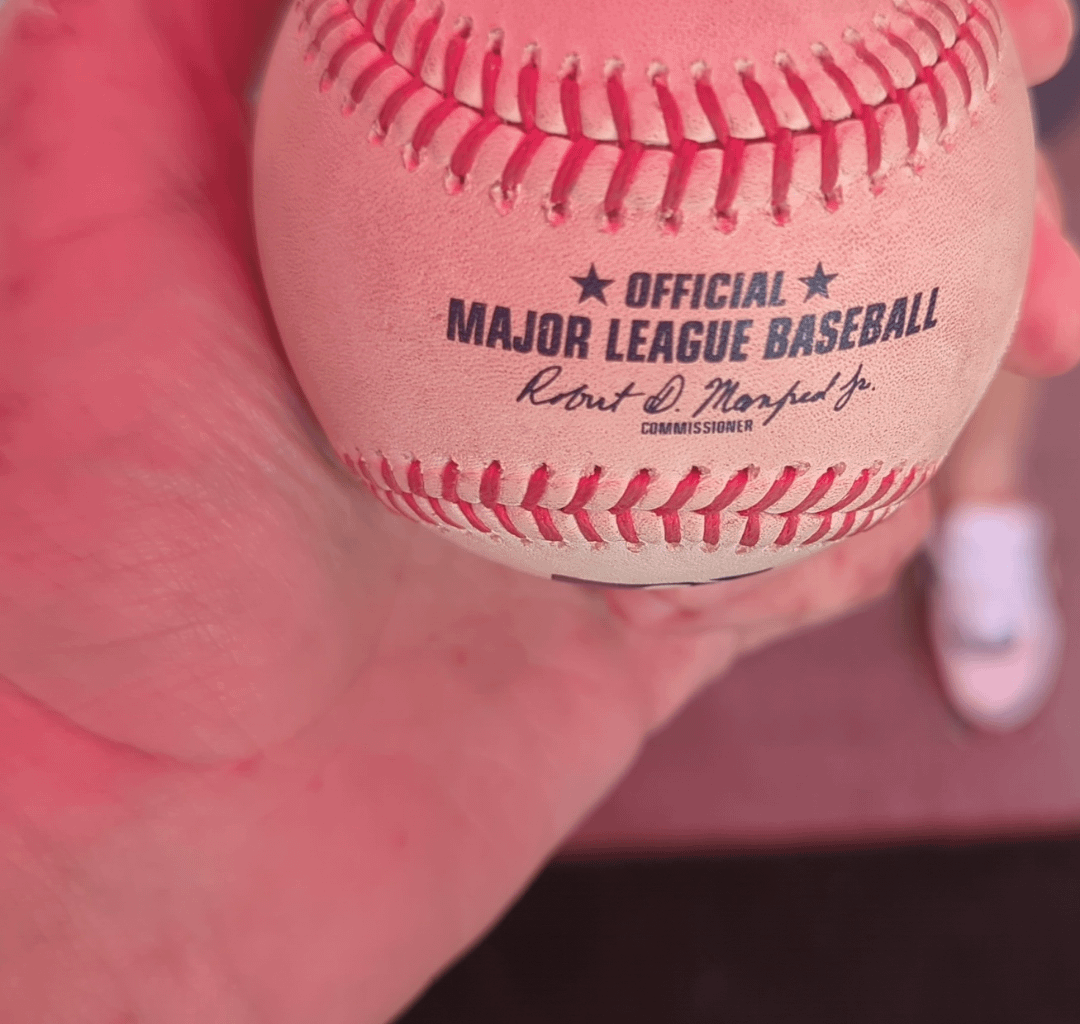 ★ OFFICIAL ★
MAJOR LEAGUE BASEBALL
Robert D. Manfred Jr.
COMMISSIONER